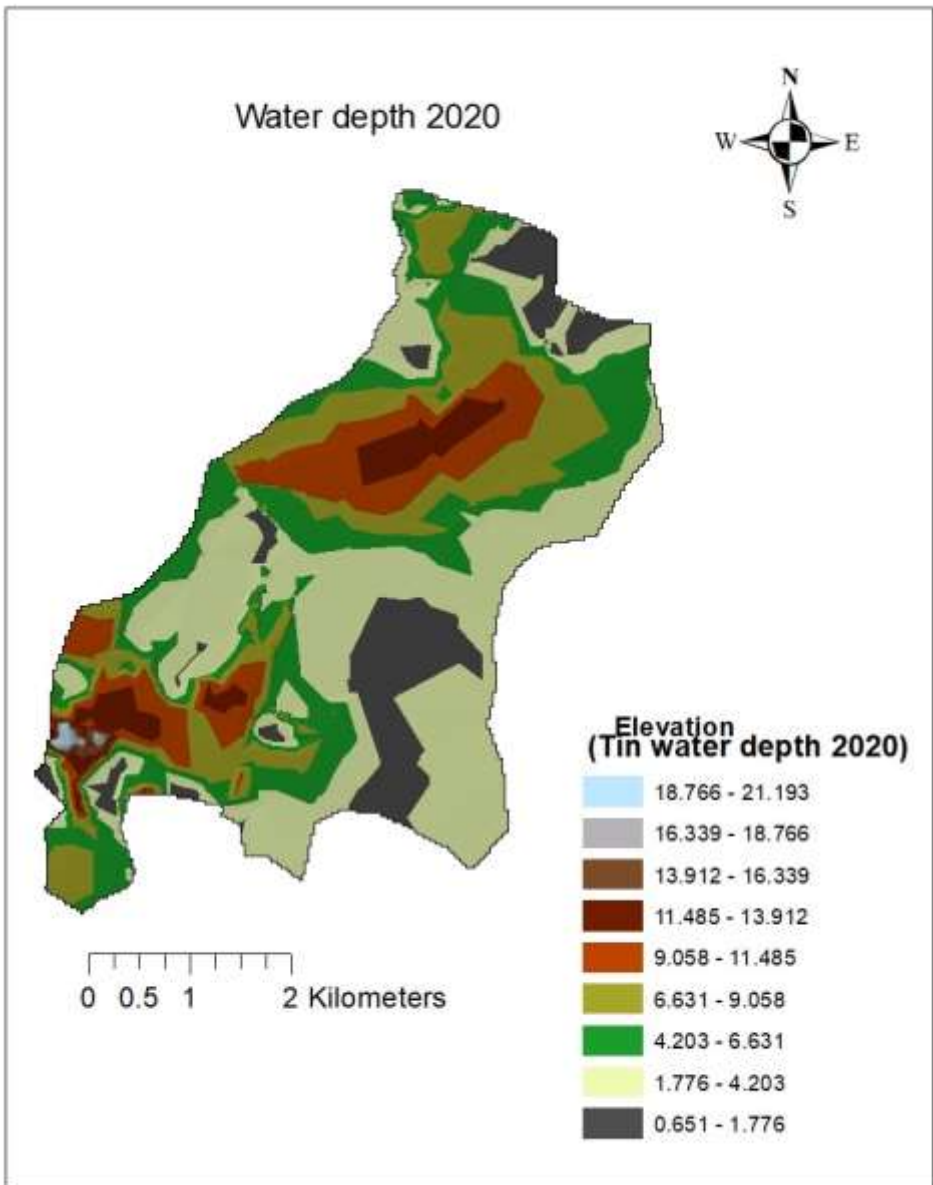 Water depth 2020
N
W E
S
Elevation
(Tin water depth 2020)
18.766 - 21.193
16.339 - 18.766
13.912 - 16.339
11.485 - 13.912
9.058 - 11.485
6.631 - 9.058
4.203 - 6.631
1.776 - 4.203
0.651 - 1.776
0 0.5 1 2 Kilometers